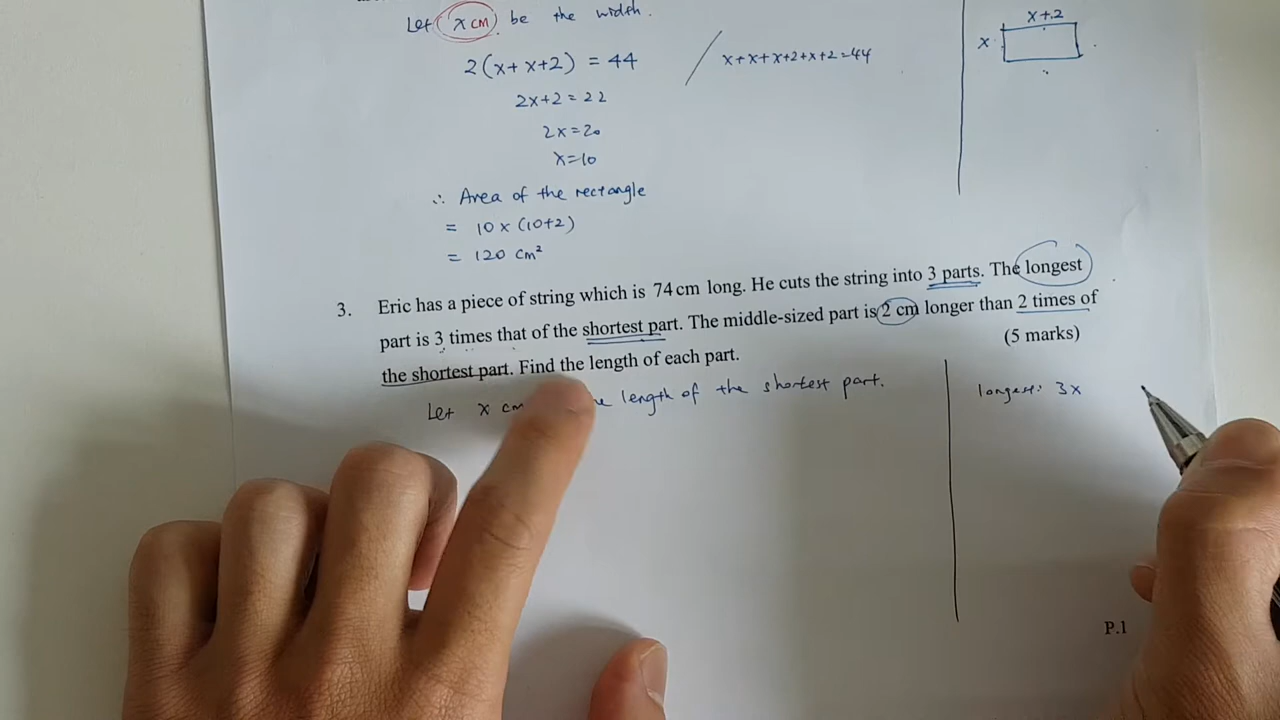 Let x cm be the width.
x+2
x
2(x+x+2) = 44 / x+x+x+2+x+2=44
2x+2=22
2x=20
x=10
∴ Area of the rectangle
= 10 x (10+2)
= 120 cm²
3. Eric has a piece of string which is 74 cm long. He cuts the string into 3 parts. The longest
part is 3 times that of the shortest part. The middle-sized part is 2 cm longer than 2 times of
the shortest part. Find the length of each part. (5 marks)
Let x cm length of the shortest part.
longest: 3x
P.1